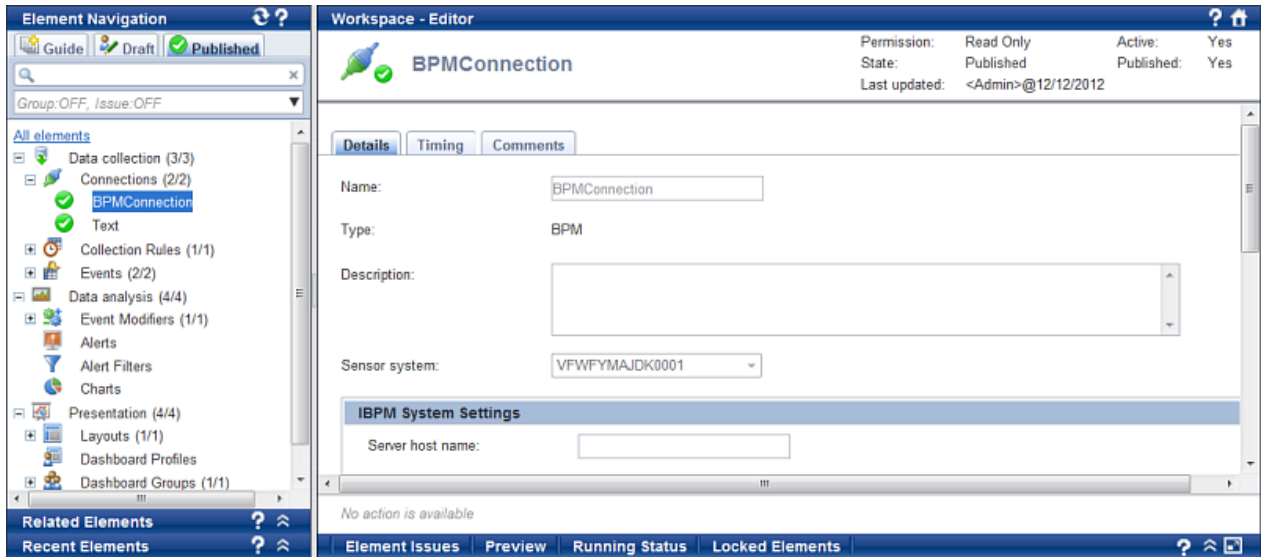 Element Navigation
Guide Draft Published
Group:OFF, Issue:OFF
All elements
Data collection (3/3)
Connections (2/2)
BPMConnection
Text
Collection Rules (1/1)
Events (2/2)
Data analysis (4/4)
Event Modifiers (1/1)
Alerts
Alert Filters
Charts
Presentation (4/4)
Layouts (1/1)
Dashboard Profiles
Dashboard Groups (1/1)
Related Elements
Recent Elements
Workspace - Editor
BPMConnection
Permission: Read Only Active: Yes
State: Published Published: Yes
Last updated: <Admin>@12/12/2012
Details Timing Comments
Name: BPMConnection
Type: BPM
Description:
Sensor system: VFWFYMAJDK0001
IBPM System Settings
Server host name:
No action is available
Element Issues Preview Running Status Locked Elements